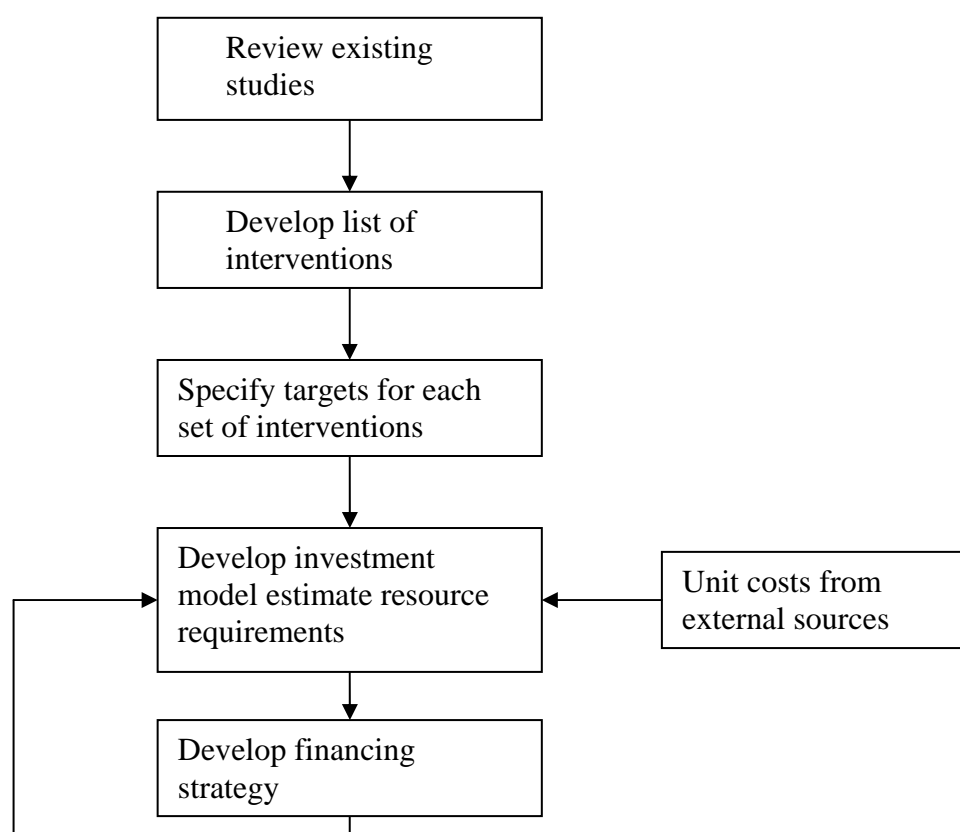 Review existing
studies
Develop list of
interventions
Specify targets for each
set of interventions
Develop investment
model estimate resource
requirements
Unit costs from
external sources
Develop financing
strategy